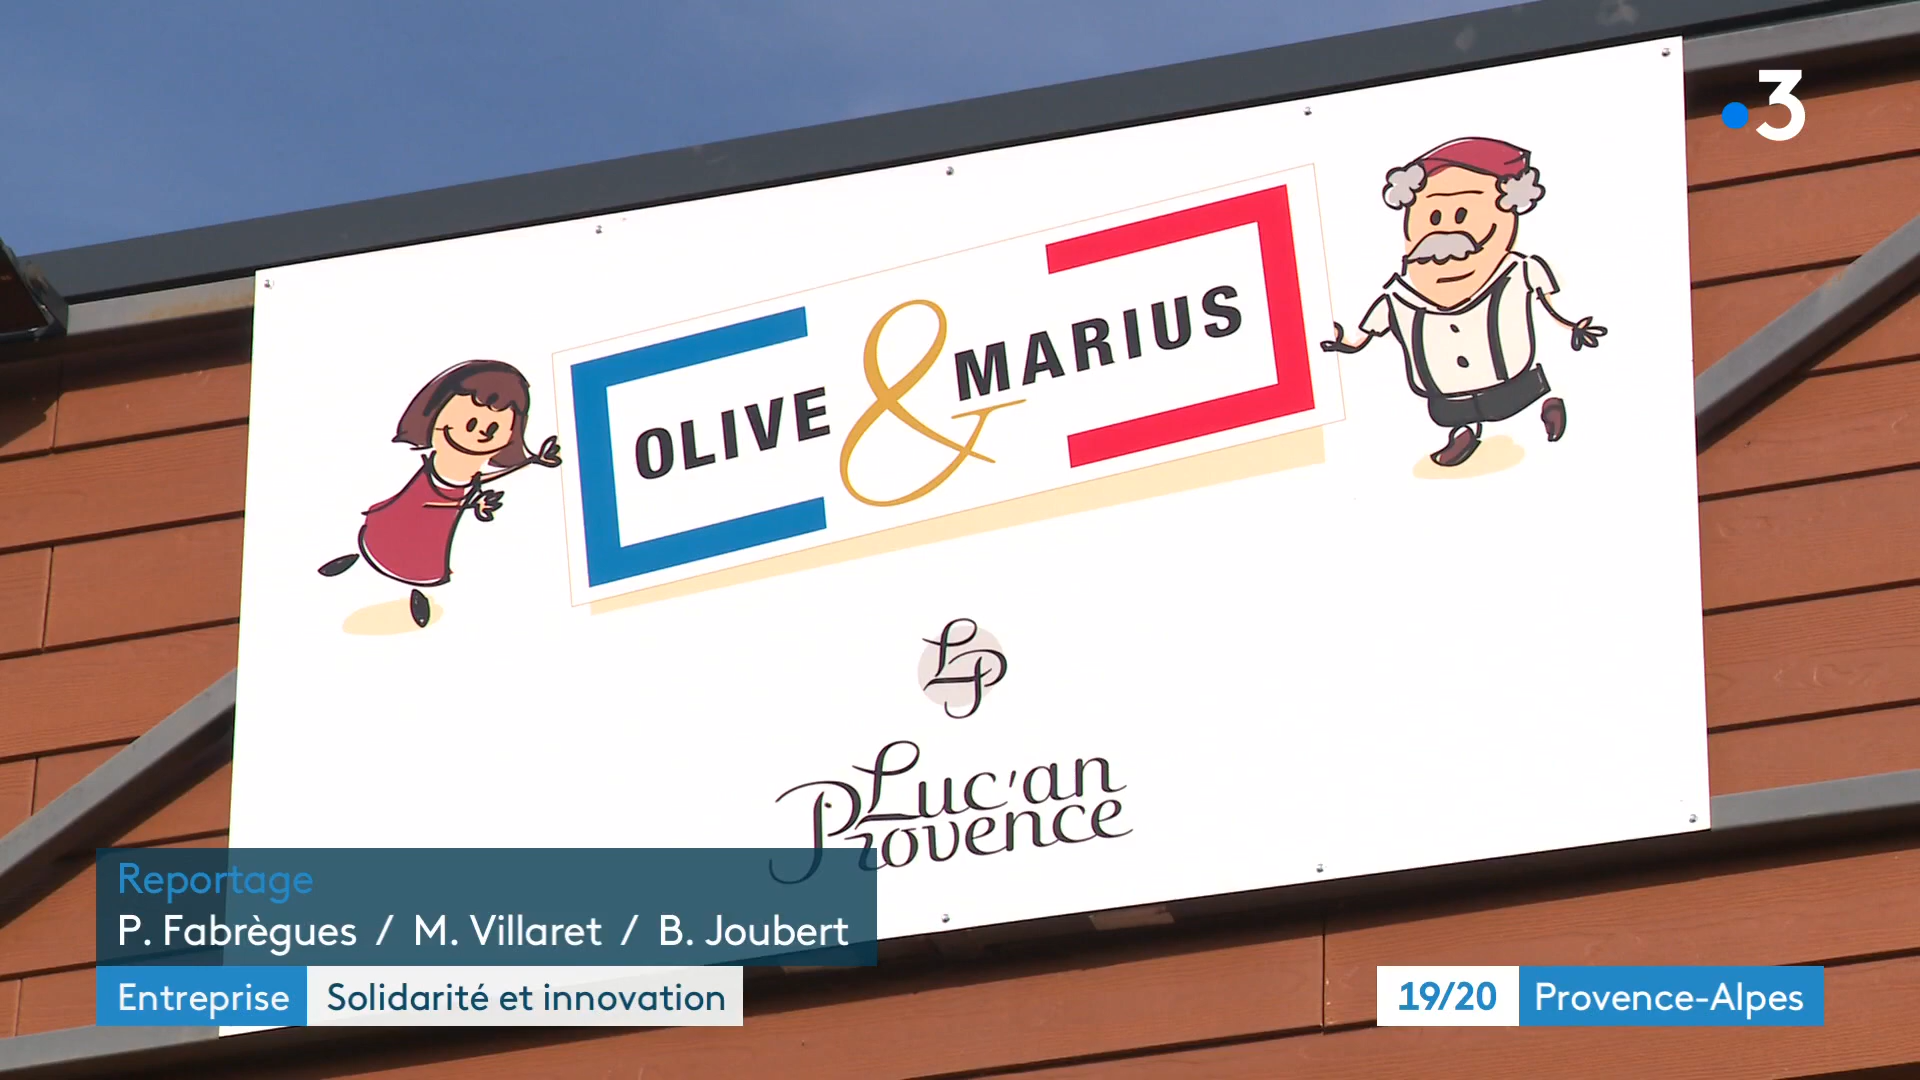 3
OLIVE & MARIUS
LP
Luc'an
Provence
Reportage
P. Fabrègues / M. Villaret / B. Joubert
Entreprise Solidarité et innovation
19/20 Provence-Alpes